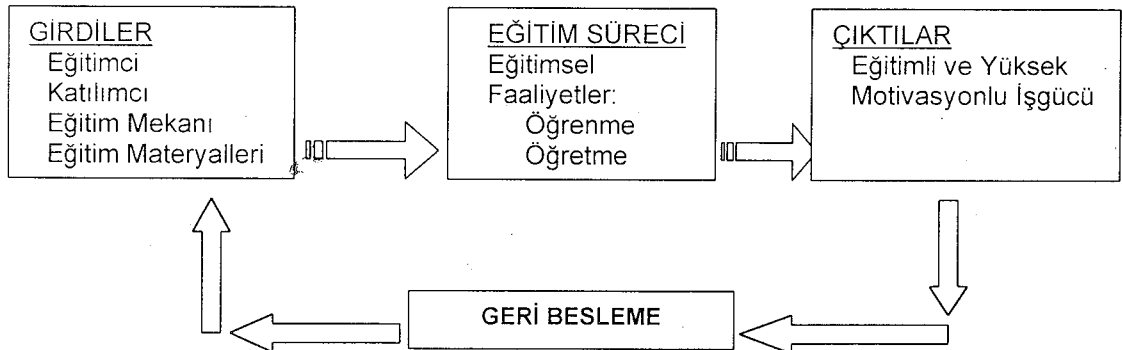 GİRDİLER
Eğitimci
Katılımcı
Eğitim Mekanı
Eğitim Materyalleri
EĞİTİM SÜRECİ
Eğitimsel
Faaliyetler:
Öğrenme
Öğretme
ÇIKTILAR
Eğitimli ve Yüksek
Motivasyonlu İşgücü
GERİ BESLEME